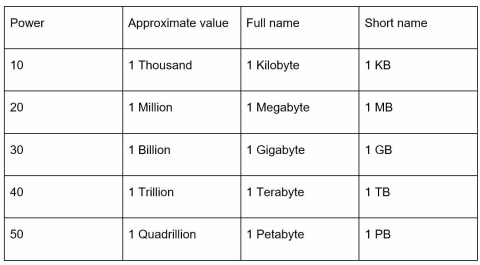 Power Approximate value Full name Short name
10 1 Thousand 1 Kilobyte 1 KB
20 1 Million 1 Megabyte 1 MB
30 1 Billion 1 Gigabyte 1 GB
40 1 Trillion 1 Terabyte 1 TB
50 1 Quadrillion 1 Petabyte 1 PB